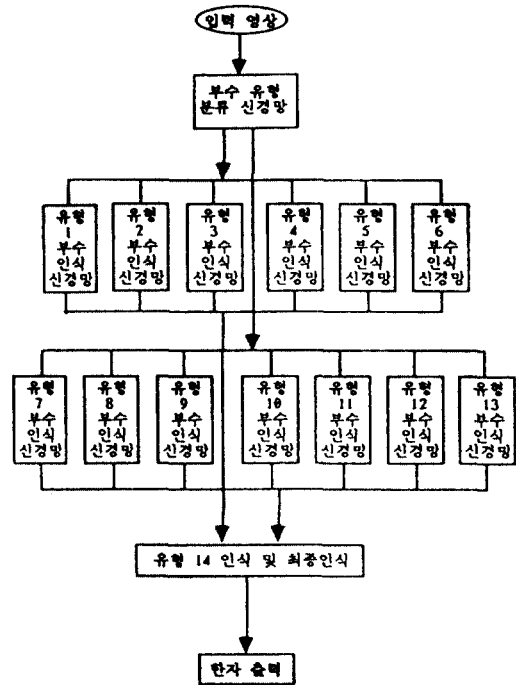 입력 영상
부수 유형
분류 신경망
유형
1
부수
인식
신경망
유형
2
부수
인식
신경망
유형
3
부수
인식
신경망
유형
4
부수
인식
신경망
유형
5
부수
인식
신경망
유형
6
부수
인식
신경망
유형
7
부수
인식
신경망
유형
8
부수
인식
신경망
유형
9
부수
인식
신경망
유형
10
부수
인식
신경망
유형
11
부수
인식
신경망
유형
12
부수
인식
신경망
유형
13
부수
인식
신경망
유형 14 인식 및 최종인식
한자 출력